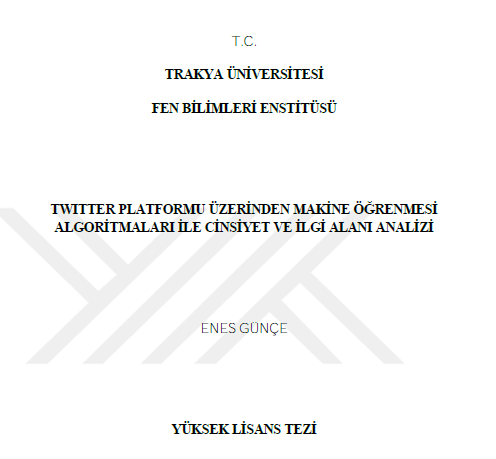 T.C.
TRAKYA ÜNİVERSİTESİ
FEN BİLİMLERİ ENSTİTÜSÜ
TWITTER PLATFORMU ÜZERİNDEN MAKİNE ÖĞRENMESİ
ALGORİTMALARI İLE CİNSİYET VE İLGİ ALANI ANALİZİ
ENES GÜNÇE
YÜKSEK LİSANS TEZİ